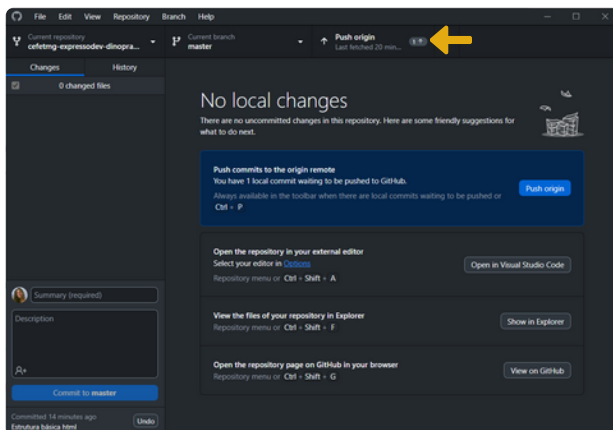 File Edit View Repository Branch Help
Current repository
cefetmg-expressodev-dinopra...
Current branch
master
Push origin
Last fetched 20 min...
1
Changes History
0 changed files
No local changes
There are no uncommitted changes in this repository. Here are some friendly suggestions for
what to do next.
Push commits to the origin remote
You have 1 local commit waiting to be pushed to GitHub.
Always available in the toolbar when there are local commits waiting to be pushed or
Ctrl + P
Push origin
Open the repository in your external editor
Select your editor in Options
Repository menu or Ctrl + Shift + A
Open in Visual Studio Code
View the files of your repository in Explorer
Repository menu or Ctrl + Shift + F
Show in Explorer
Open the repository page on GitHub in your browser
Repository menu or Ctrl + Shift + G
View on GitHub
Summary (required)
Description
Commit to master
Committed 14 minutes ago
Estrutura básica html
Undo